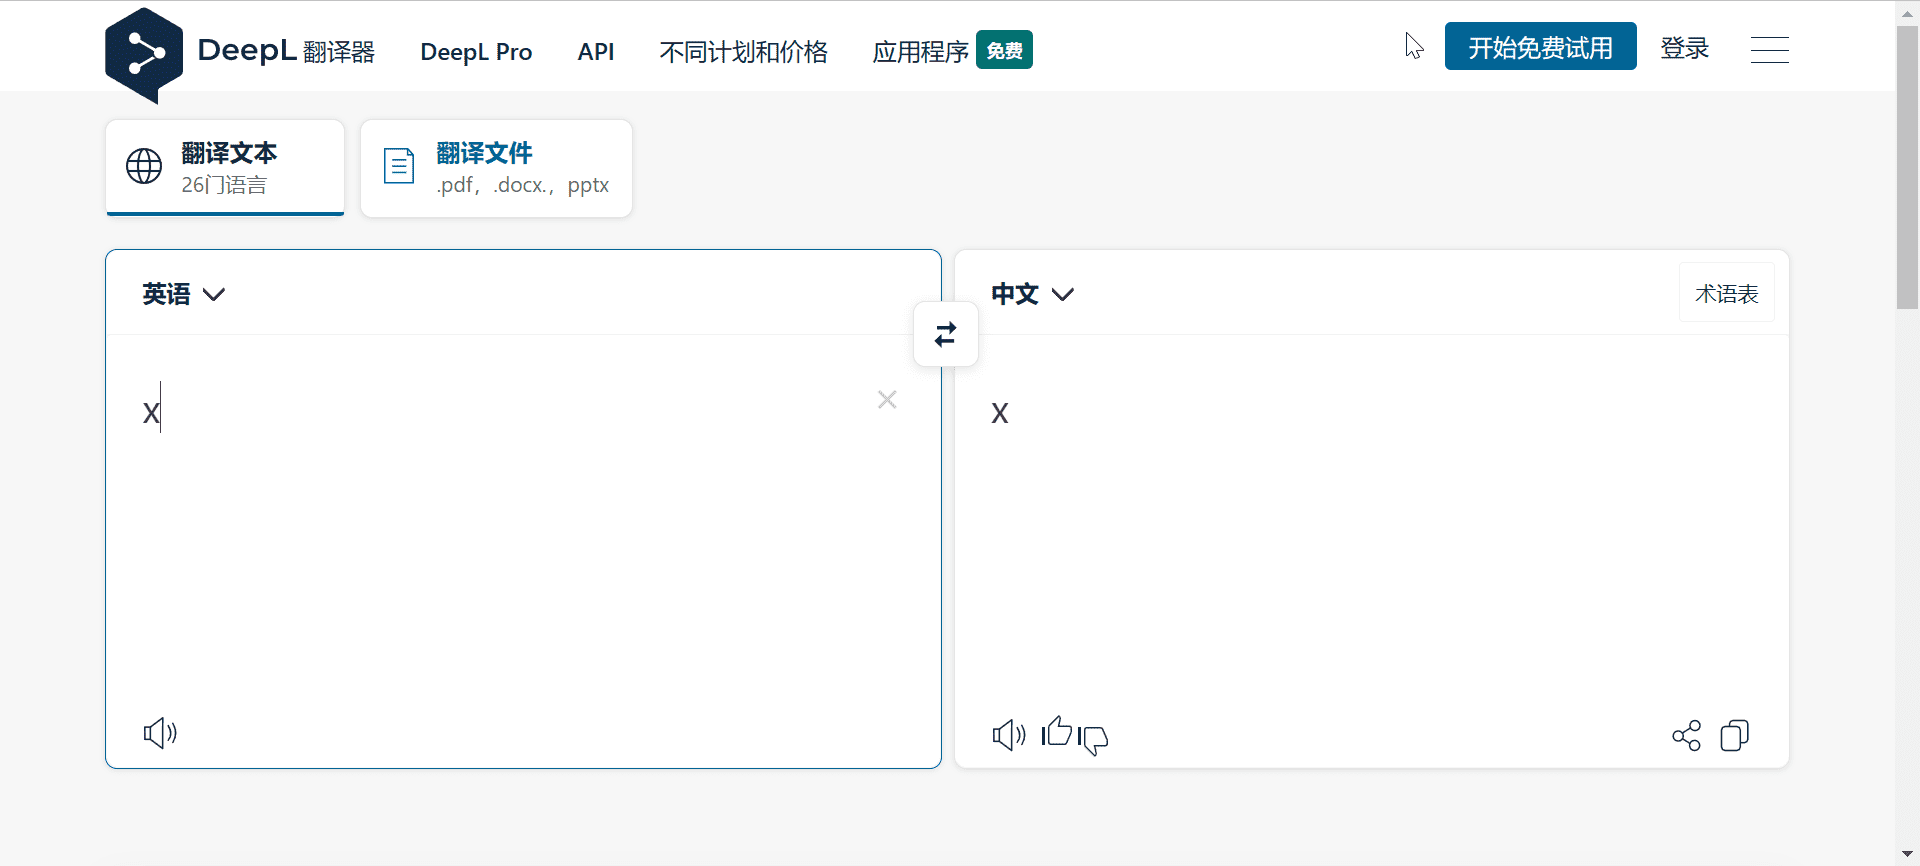 DeepL 翻译器 DeepL Pro API 不同计划和价格 应用程序 免费 开始免费试用 登录
翻译文本
26门语言
翻译文件
.pdf，.docx.，pptx
英语
中文
术语表
x
x